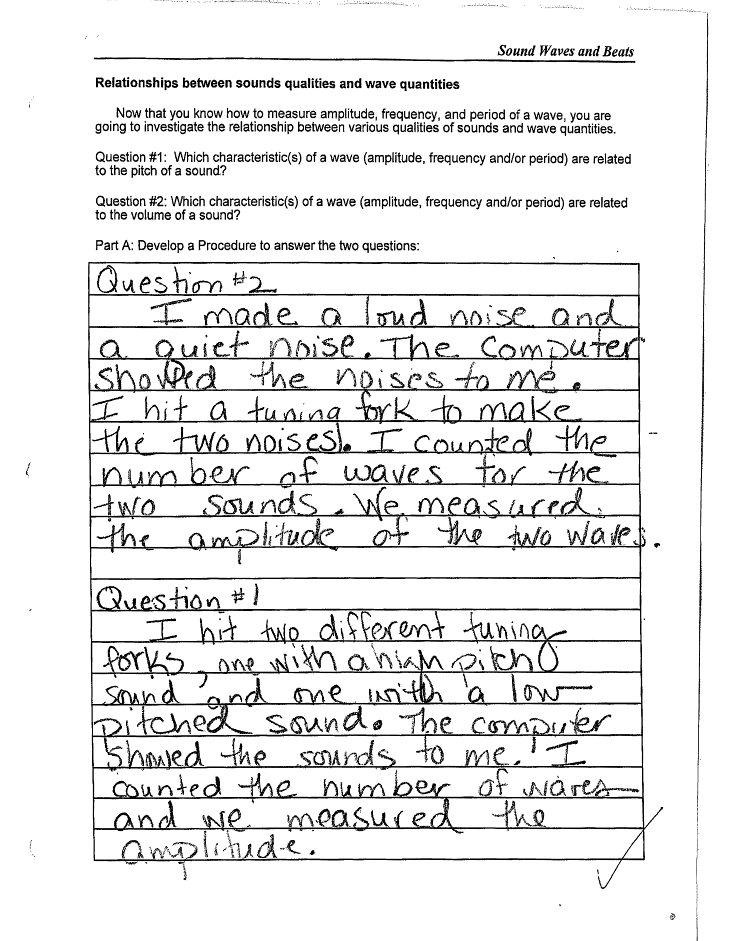 Sound Waves and Beats
Relationships between sounds qualities and wave quantities
Now that you know how to measure amplitude, frequency, and period of a wave, you are
going to investigate the relationship between various qualities of sounds and wave quantities.
Question #1: Which characteristic(s) of a wave (amplitude, frequency and/or period) are related
to the pitch of a sound?
Question #2: Which characteristic(s) of a wave (amplitude, frequency and/or period) are related
to the volume of a sound?
Part A: Develop a Procedure to answer the two questions:
Question #2
I made a loud noise and
a quiet noise. The computer
showed the noises to me.
I hit a tuning fork to make
the two noises. I counted the
number of waves for the
two sounds. We measured
the amplitude of the two waves.
Question #1
I hit two different tuning
forks, one with a high pitch
sound and one with a low
pitched sound. The computer
showed the sounds to me. I
counted the number of waves
and we measured the
amplitude.